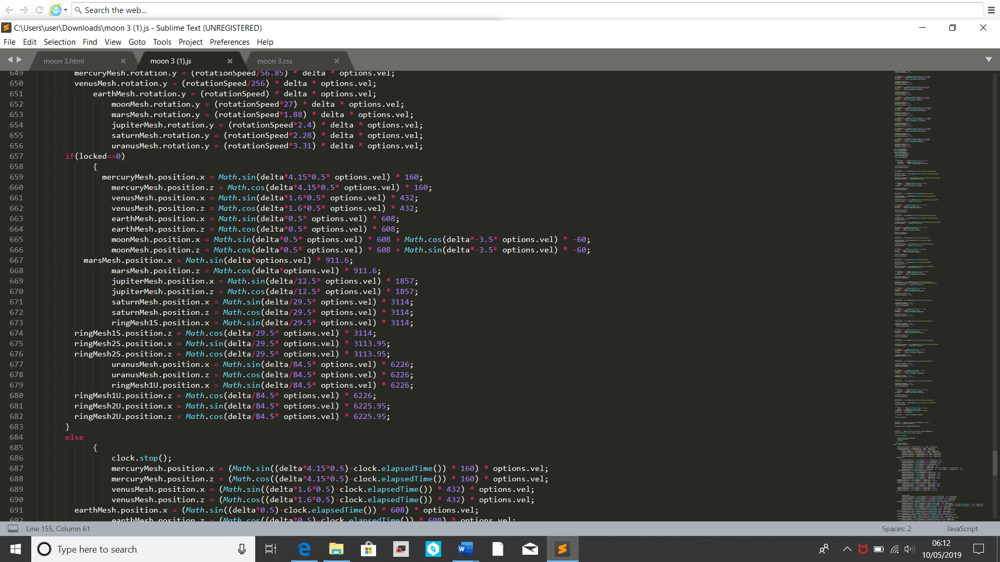 Search the web...
C:\Users\user\Downloads\moon 3 (1).js - Sublime Text (UNREGISTERED)
File Edit Selection Find View Goto Tools Project Preferences Help
moon 3.html moon 3 (1).js moon 3.css
649 mercuryMesh.rotation.y = (rotationSpeed/56.85) * delta * options.vel;
650 venusMesh.rotation.y = (rotationSpeed/256) * delta * options.vel;
651 earthMesh.rotation.y = (rotationSpeed) * delta * options.vel;
652 moonMesh.rotation.y = (rotationSpeed*27) * delta * options.vel;
653 marsMesh.rotation.y = (rotationSpeed*1.88) * delta * options.vel;
654 jupiterMesh.rotation.y = (rotationSpeed*2.4) * delta * options.vel;
655 saturnMesh.rotation.y = (rotationSpeed*2.28) * delta * options.vel;
656 uranusMesh.rotation.y = (rotationSpeed*3.31) * delta * options.vel;
657 if(locked==0)
658 {
659 mercuryMesh.position.x = Math.sin(delta*4.15*0.5* options.vel) * 160;
660 mercuryMesh.position.z = Math.cos(delta*4.15*0.5* options.vel) * 160;
661 venusMesh.position.x = Math.sin(delta*1.6*0.5* options.vel) * 432;
662 venusMesh.position.z = Math.cos(delta*1.6*0.5* options.vel) * 432;
663 earthMesh.position.x = Math.sin(delta*0.5* options.vel) * 608;
664 earthMesh.position.z = Math.cos(delta*0.5* options.vel) * 608;
665 moonMesh.position.x = Math.sin(delta*0.5* options.vel) * 608 + Math.cos(delta*-3.5* options.vel) * -60;
666 moonMesh.position.z = Math.cos(delta*0.5* options.vel) * 608 + Math.sin(delta*-3.5* options.vel) * -60;
667 marsMesh.position.x = Math.sin(delta*options.vel) * 911.6;
668 marsMesh.position.z = Math.cos(delta*options.vel) * 911.6;
669 jupiterMesh.position.x = Math.sin(delta/12.5* options.vel) * 1857;
670 jupiterMesh.position.z = Math.cos(delta/12.5* options.vel) * 1857;
671 saturnMesh.position.x = Math.sin(delta/29.5* options.vel) * 3114;
672 saturnMesh.position.z = Math.cos(delta/29.5* options.vel) * 3114;
673 ringMesh1S.position.x = Math.sin(delta/29.5* options.vel) * 3114;
674 ringMesh1S.position.z = Math.cos(delta/29.5* options.vel) * 3114;
675 ringMesh2S.position.x = Math.sin(delta/29.5* options.vel) * 3113.95;
676 ringMesh2S.position.z = Math.cos(delta/29.5* options.vel) * 3113.95;
677 uranusMesh.position.x = Math.sin(delta/84.5* options.vel) * 6226;
678 uranusMesh.position.z = Math.cos(delta/84.5* options.vel) * 6226;
679 ringMesh1U.position.x = Math.sin(delta/84.5* options.vel) * 6226;
680 ringMesh1U.position.z = Math.cos(delta/84.5* options.vel) * 6226;
681 ringMesh2U.position.x = Math.sin(delta/84.5* options.vel) * 6225.95;
682 ringMesh2U.position.z = Math.cos(delta/84.5* options.vel) * 6225.95;
683 }
684 else
685 {
686 clock.stop();
687 mercuryMesh.position.x = (Math.sin((delta*4.15*0.5)-clock.elapsedTime()) * 160) * options.vel;
688 mercuryMesh.position.z = (Math.cos((delta*4.15*0.5)-clock.elapsedTime()) * 160) * options.vel;
689 venusMesh.position.x = (Math.sin((delta*1.6*0.5)-clock.elapsedTime()) * 432) * options.vel;
690 venusMesh.position.z = (Math.cos((delta*1.6*0.5)-clock.elapsedTime()) * 432) * options.vel;
691 earthMesh.position.x = (Math.sin((delta*0.5)-clock.elapsedTime()) * 608) * options.vel;
692 earthMesh.position.z = (Math.cos((delta*0.5)-clock.elapsedTime()) * 608) * options.vel;
Line 155, Column 61 Spaces: 2 JavaScript
Type here to search
06:12
10/05/2019